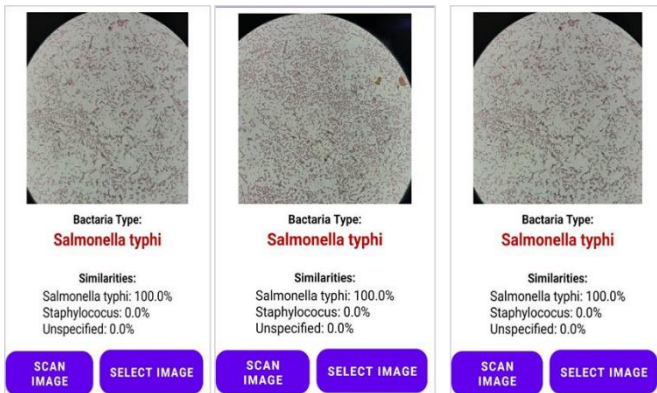 Bactaria Type:
Salmonella typhi
Similarities:
Salmonella typhi: 100.0%
Staphylococus: 0.0%
Unspecified: 0.0%
SCAN
IMAGE
SELECT IMAGE
Bactaria Type:
Salmonella typhi
Similarities:
Salmonella typhi: 100.0%
Staphylococus: 0.0%
Unspecified: 0.0%
SCAN
IMAGE
SELECT IMAGE
Bactaria Type:
Salmonella typhi
Similarities:
Salmonella typhi: 100.0%
Staphylococus: 0.0%
Unspecified: 0.0%
SCAN
IMAGE
SELECT IMAGE